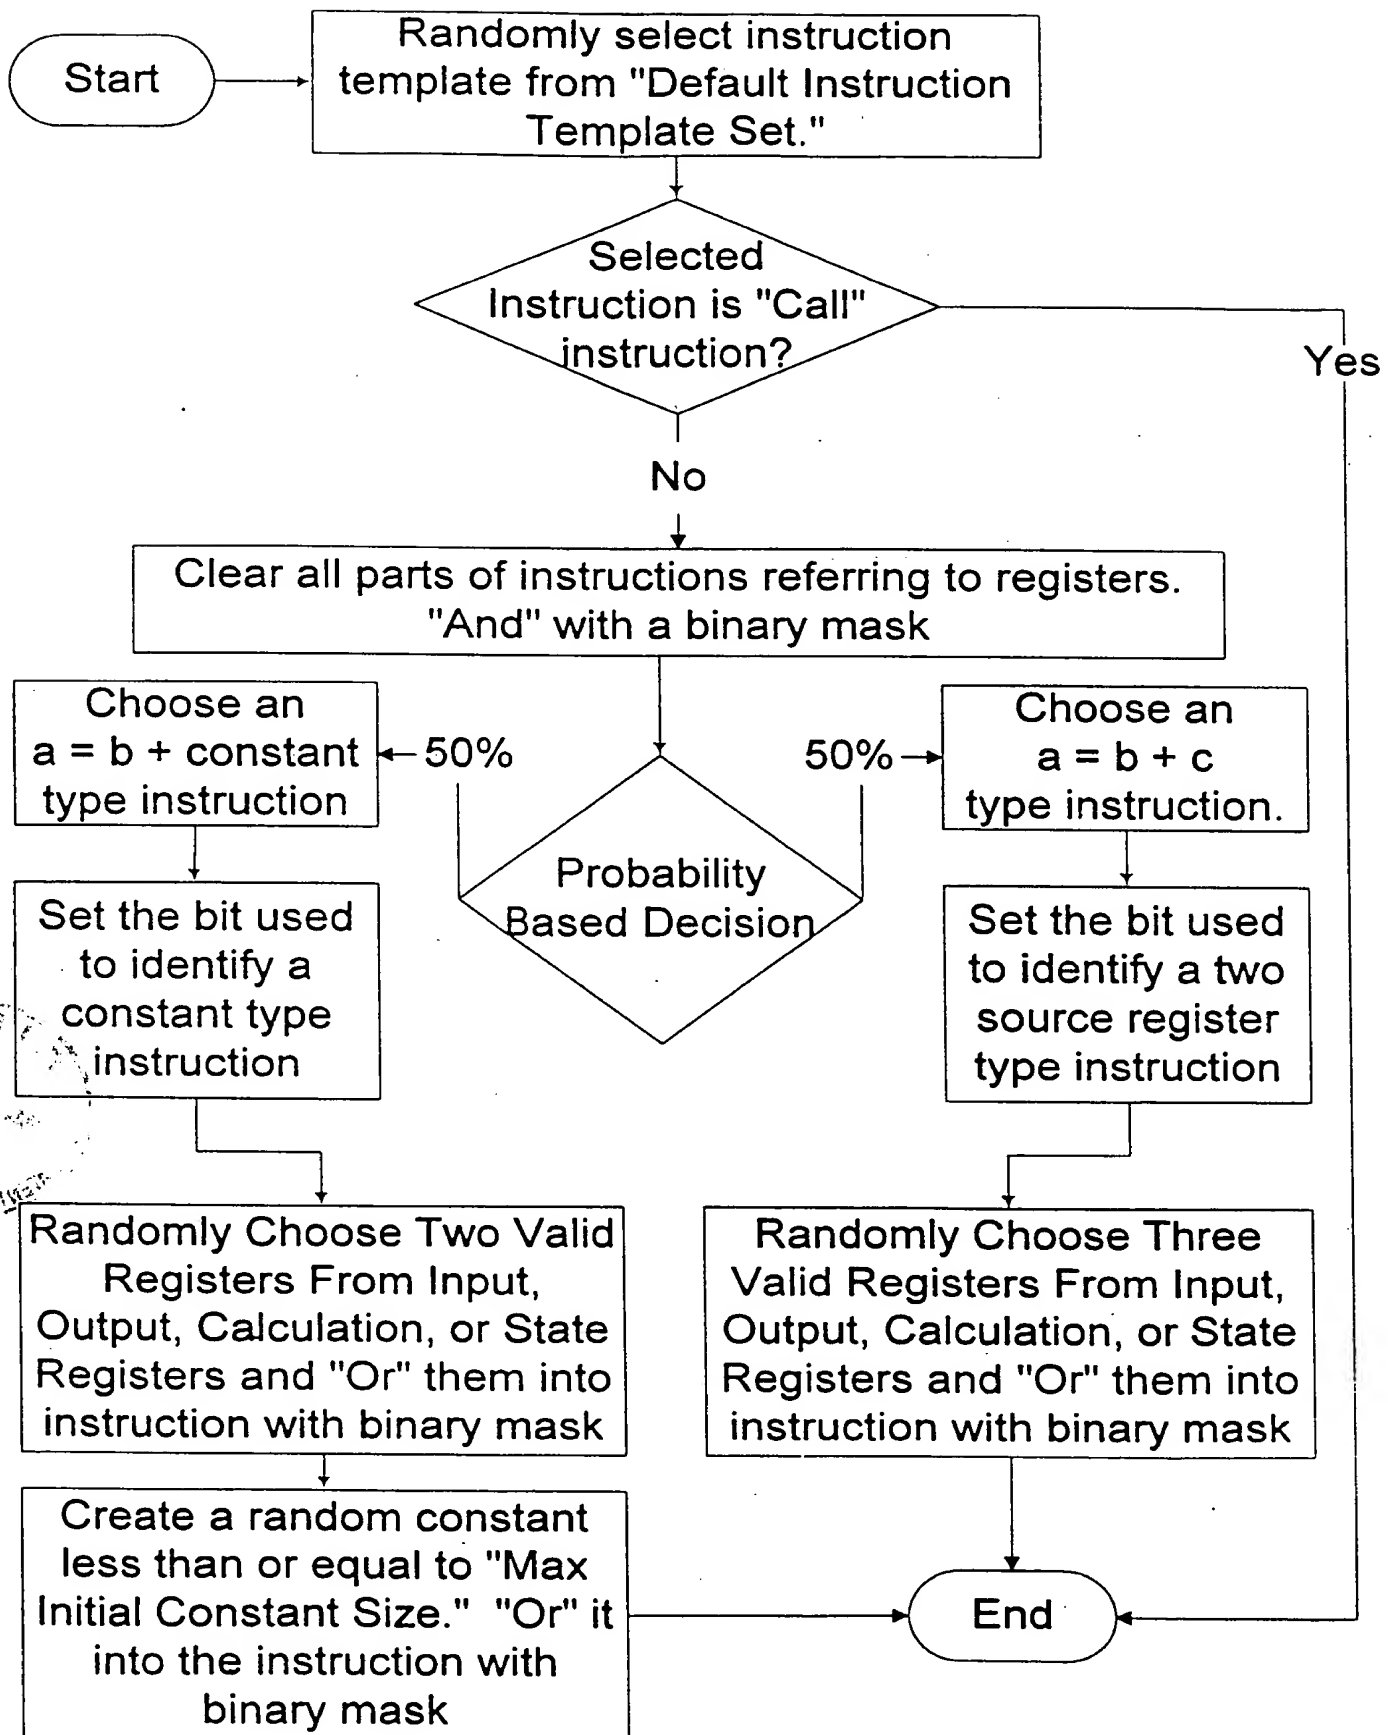 Start
Randomly select instruction
template from "Default Instruction
Template Set."
Selected
Instruction is "Call"
instruction?
Yes
No
Clear all parts of instructions referring to registers.
"And" with a binary mask
Choose an
a = b + constant
type instruction
50%
50%
Choose an
a = b + c
type instruction.
Probability
Based Decision
Set the bit used
to identify a
constant type
instruction
Set the bit used
to identify a two
source register
type instruction
Randomly Choose Two Valid
Registers From Input,
Output, Calculation, or State
Registers and "Or" them into
instruction with binary mask
Randomly Choose Three
Valid Registers From Input,
Output, Calculation, or State
Registers and "Or" them into
instruction with binary mask
Create a random constant
less than or equal to "Max
Initial Constant Size." "Or" it
into the instruction with
binary mask
End